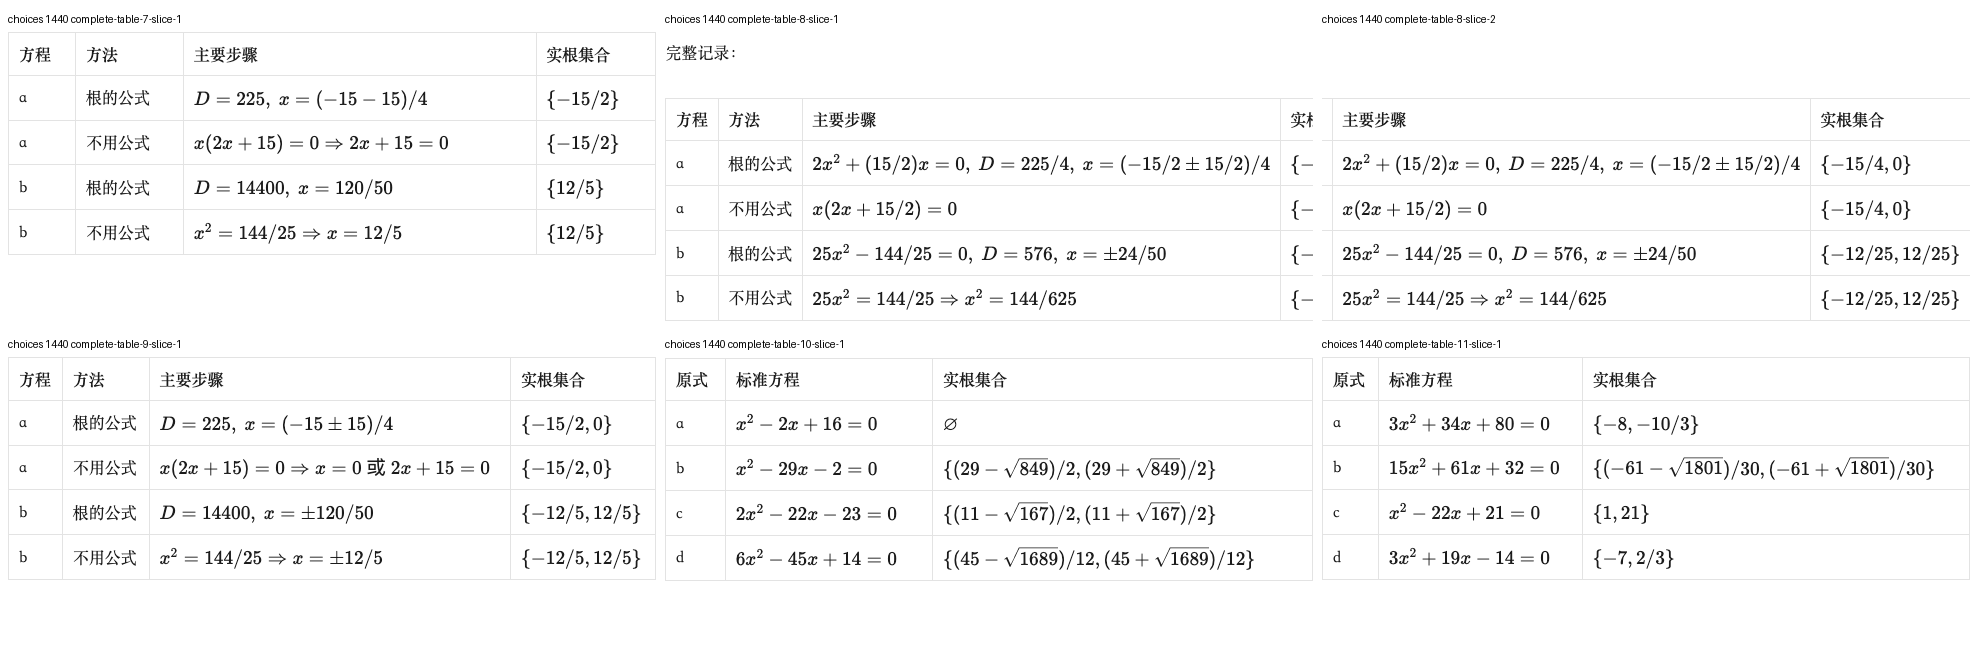 choices 1440 complete-table-7-slice-1
方程 方法 主要步骤 实根集合
a 根的公式 D = 225, x = (−15 − 15)/4 {−15/2}
a 不用公式 x(2x + 15) = 0 ⇒ 2x + 15 = 0 {−15/2}
b 根的公式 D = 14400, x = 120/50 {12/5}
b 不用公式 x² = 144/25 ⇒ x = 12/5 {12/5}
choices 1440 complete-table-8-slice-1
完整记录：
方程 方法 主要步骤 实
a 根的公式 2x² + (15/2)x = 0, D = 225/4, x = (−15/2 ± 15/2)/4 {−
a 不用公式 x(2x + 15/2) = 0 {−
b 根的公式 25x² − 144/25 = 0, D = 576, x = ±24/50 {−
b 不用公式 25x² = 144/25 ⇒ x² = 144/625 {−
choices 1440 complete-table-8-slice-2
主要步骤 实根集合
2x² + (15/2)x = 0, D = 225/4, x = (−15/2 ± 15/2)/4 {−15/4, 0}
x(2x + 15/2) = 0 {−15/4, 0}
25x² − 144/25 = 0, D = 576, x = ±24/50 {−12/25, 12/25}
25x² = 144/25 ⇒ x² = 144/625 {−12/25, 12/25}
choices 1440 complete-table-9-slice-1
方程 方法 主要步骤 实根集合
a 根的公式 D = 225, x = (−15 ± 15)/4 {−15/2, 0}
a 不用公式 x(2x + 15) = 0 ⇒ x = 0 或 2x + 15 = 0 {−15/2, 0}
b 根的公式 D = 14400, x = ±120/50 {−12/5, 12/5}
b 不用公式 x² = 144/25 ⇒ x = ±12/5 {−12/5, 12/5}
choices 1440 complete-table-10-slice-1
原式 标准方程 实根集合
a x² − 2x + 16 = 0 ∅
b x² − 29x − 2 = 0 {(29 − √849)/2, (29 + √849)/2}
c 2x² − 22x − 23 = 0 {(11 − √167)/2, (11 + √167)/2}
d 6x² − 45x + 14 = 0 {(45 − √1689)/12, (45 + √1689)/12}
choices 1440 complete-table-11-slice-1
原式 标准方程 实根集合
a 3x² + 34x + 80 = 0 {−8, −10/3}
b 15x² + 61x + 32 = 0 {(−61 − √1801)/30, (−61 + √1801)/30}
c x² − 22x + 21 = 0 {1, 21}
d 3x² + 19x − 14 = 0 {−7, 2/3}